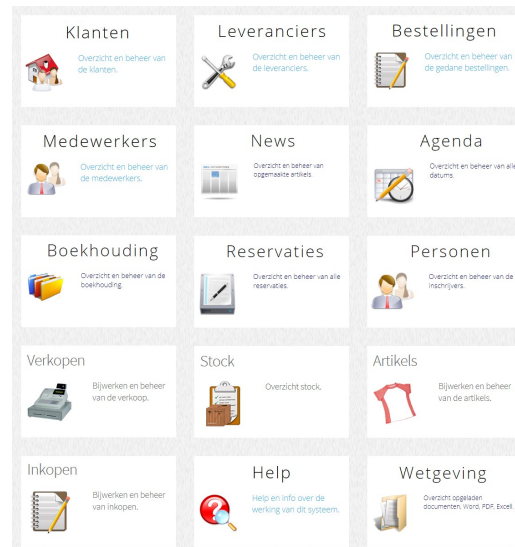 Klanten
Overzicht en beheer van
de klanten.
Leveranciers
Overzicht en beheer van
de leveranciers.
Bestellingen
Overzicht en beheer van
de gedane bestellingen.
Medewerkers
Overzicht en beheer van
de medewerkers.
News
Overzicht en beheer van
opgemaakte artikels.
Agenda
Overzicht en beheer van alle
datums.
Boekhouding
Overzicht en beheer van de
boekhouding.
Reservaties
Overzicht en beheer van alle
reservaties.
Personen
Overzicht en beheer van de
inschrijvers.
Verkopen
Bijwerken en beheer
van de verkoop.
Stock
Overzicht stock.
Artikels
Bijwerken en beheer
van de artikels.
Inkopen
Bijwerken en beheer
van inkopen.
Help
Help en info over de
werking van dit systeem.
Wetgeving
Overzicht opgeladen
documenten, Word, PDF, Excell.